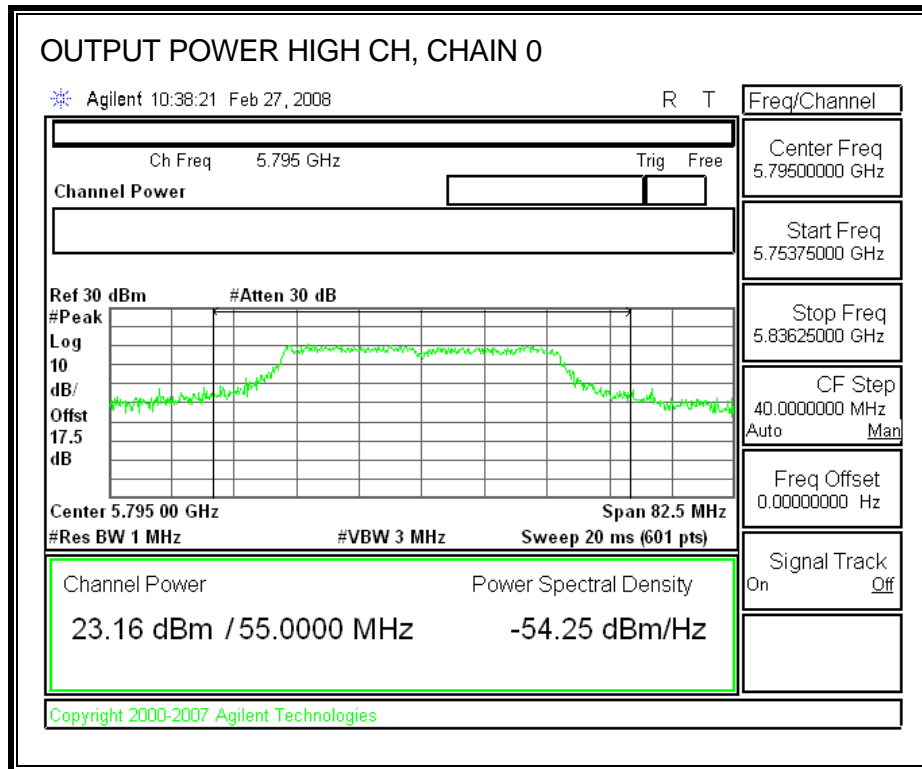 OUTPUT POWER HIGH CH, CHAIN 0
Agilent 10:38:21 Feb 27, 2008 R T
Freq/Channel
Ch Freq 5.795 GHz Trig Free
Channel Power
Center Freq
5.79500000 GHz
Start Freq
5.75375000 GHz
Stop Freq
5.83625000 GHz
CF Step
40.0000000 MHz
Auto Man
Freq Offset
0.00000000 Hz
Signal Track
On Off
Ref 30 dBm #Atten 30 dB
#Peak
Log
10
dB/
Offst
17.5
dB
Center 5.795 00 GHz Span 82.5 MHz
#Res BW 1 MHz #VBW 3 MHz Sweep 20 ms (601 pts)
Channel Power Power Spectral Density
23.16 dBm / 55.0000 MHz -54.25 dBm/Hz
Copyright 2000-2007 Agilent Technologies